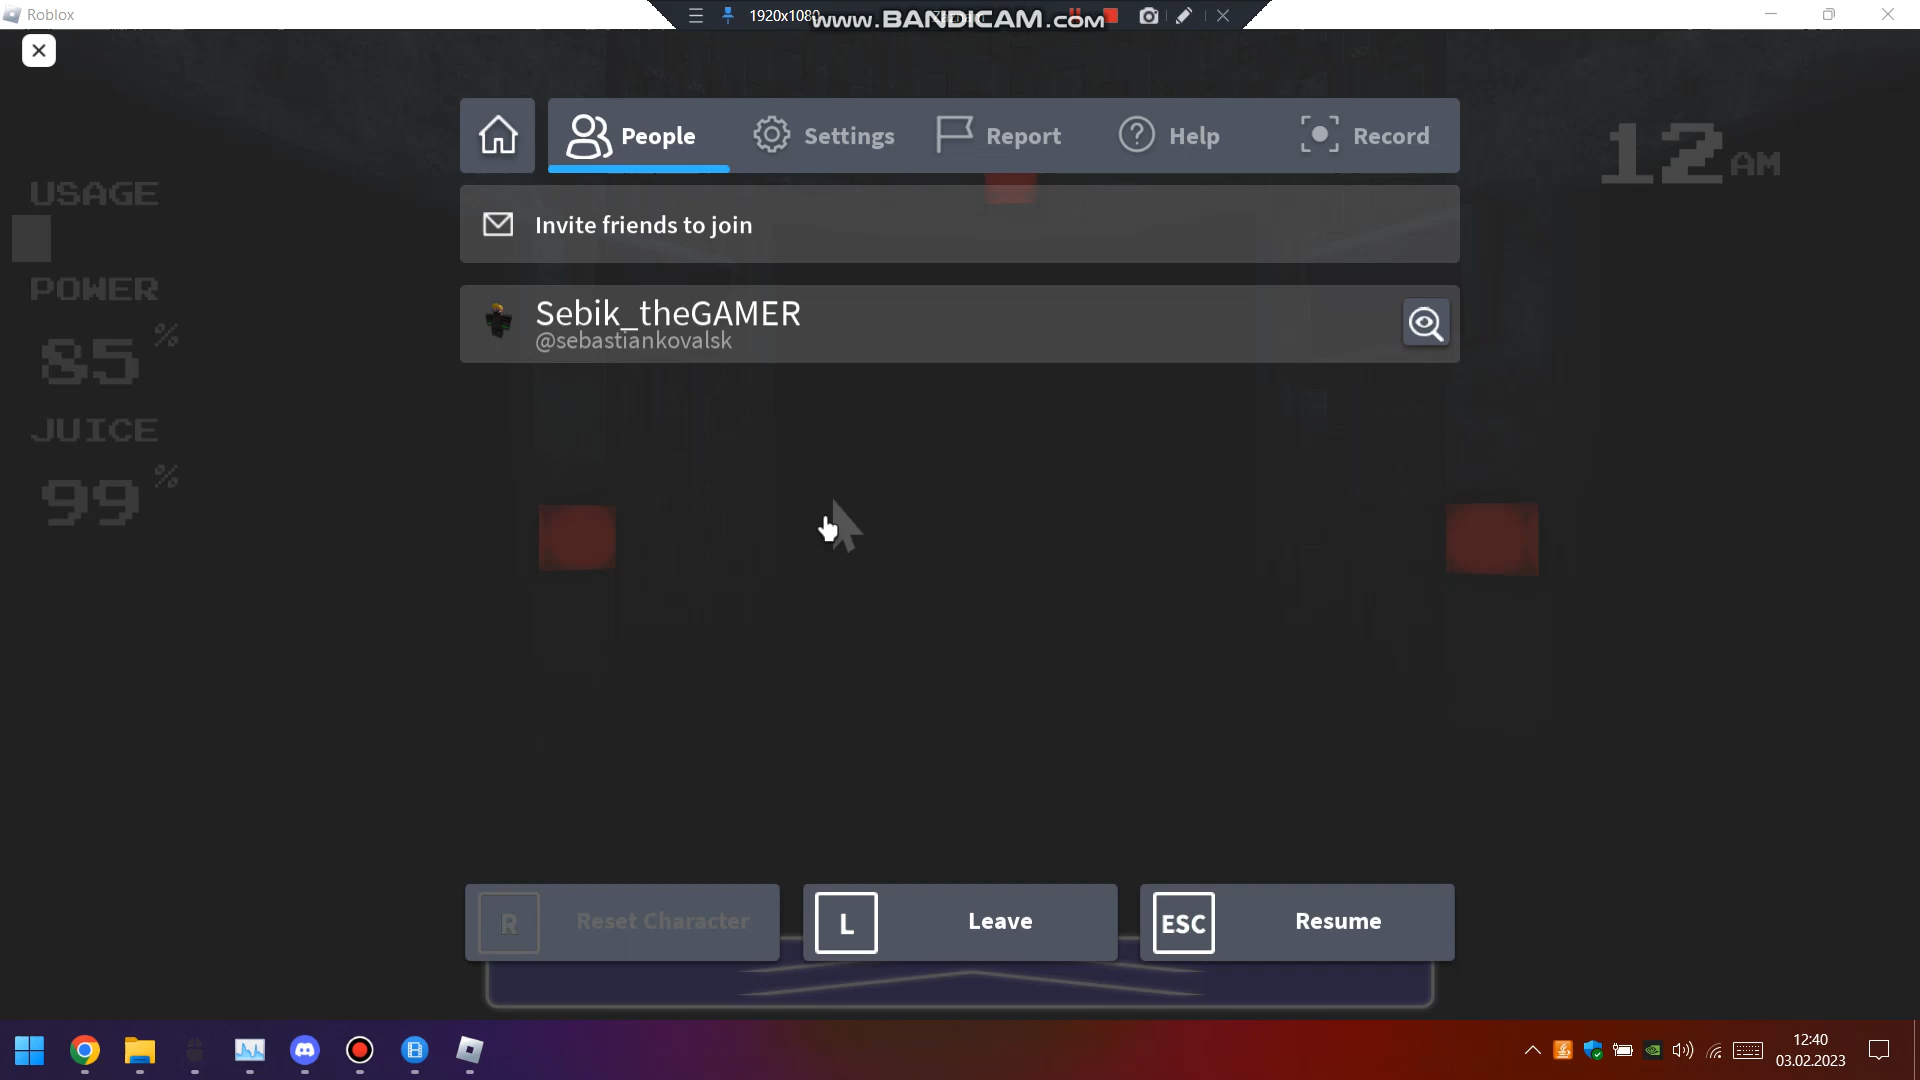 Roblox
1920x1080
www.BANDICAM.com
People
Settings
Report
Help
Record
12 AM
USAGE
Invite friends to join
POWER
85 %
Sebik_theGAMER
@sebastiankovalsk
JUICE
99 %
R Reset Character
L Leave
ESC Resume
12:40
03.02.2023